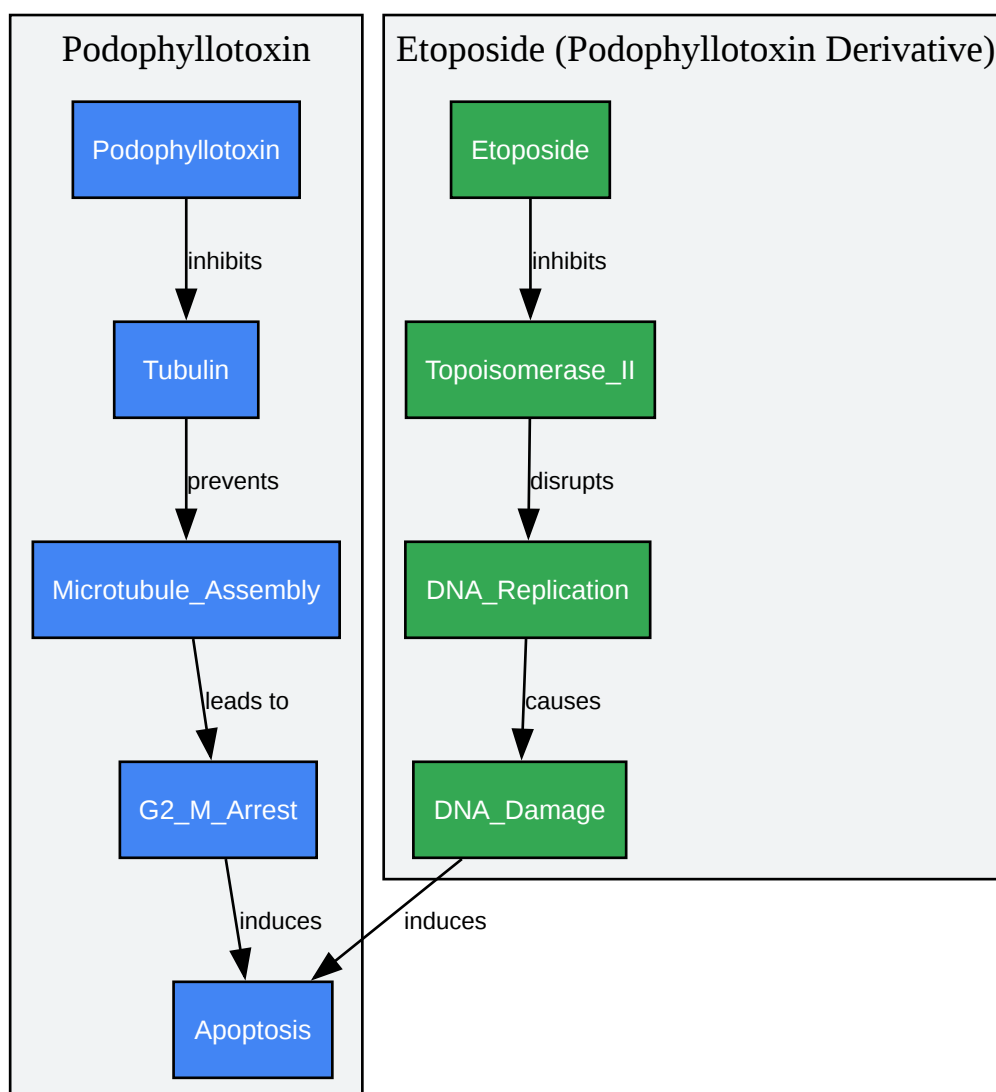 Podophyllotoxin
Podophyllotoxin
inhibits
Tubulin
prevents
Microtubule_Assembly
leads to
G2_M_Arrest
induces
Apoptosis
Etoposide (Podophyllotoxin Derivative)
Etoposide
inhibits
Topoisomerase_II
disrupts
DNA_Replication
causes
DNA_Damage
induces